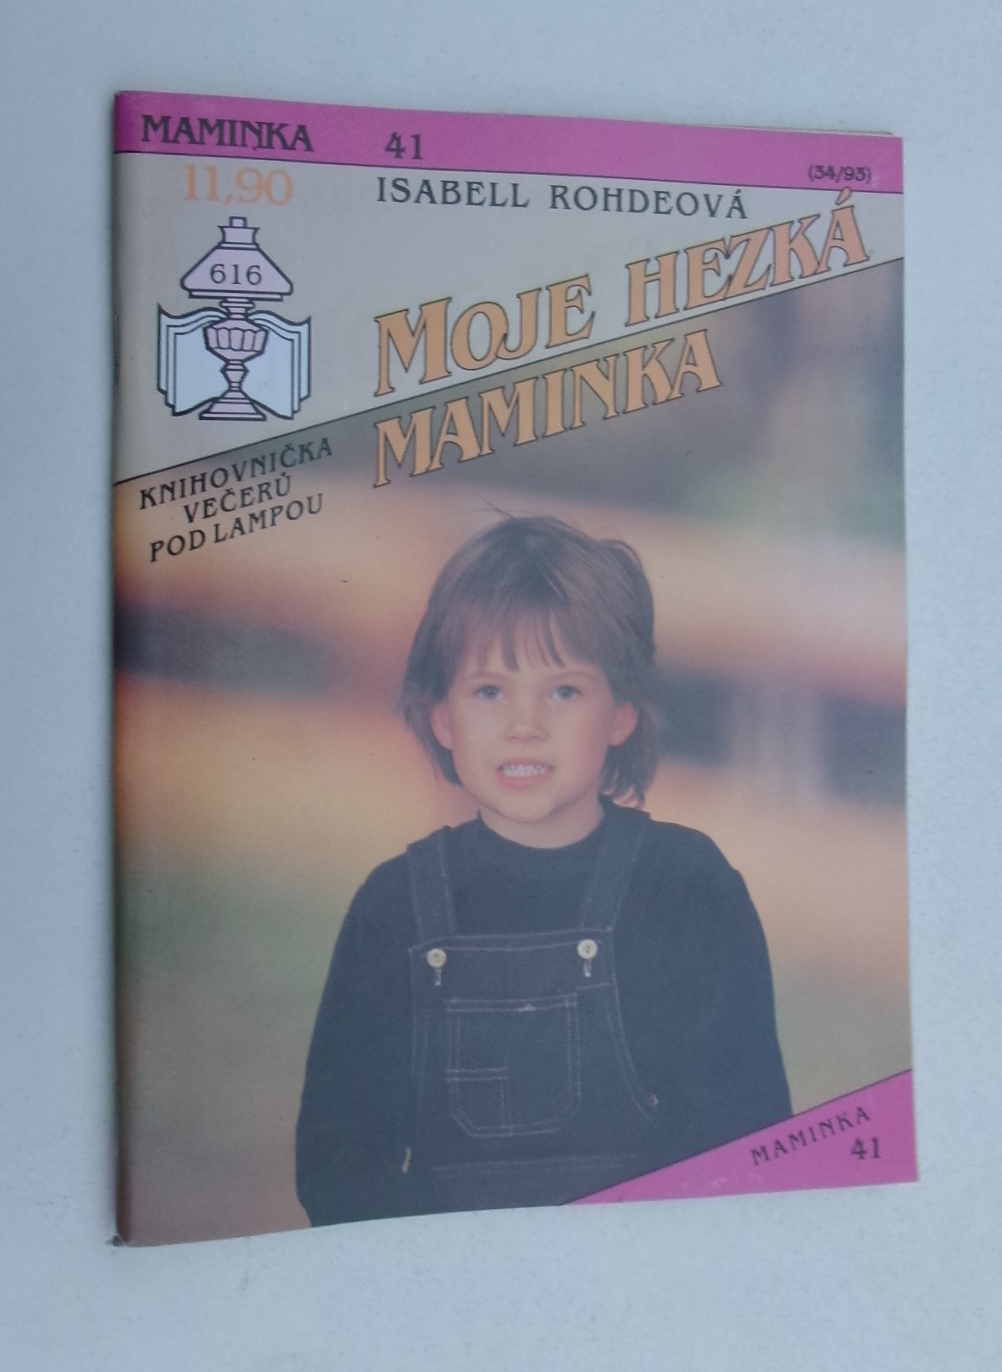 MAMINKA 41
(34/93)
11,90
ISABELL ROHDEOVÁ
616
MOJE HEZKÁ
MAMINKA
KNIHOVNIČKA
VEČERŮ
POD LAMPOU
MAMINKA
41